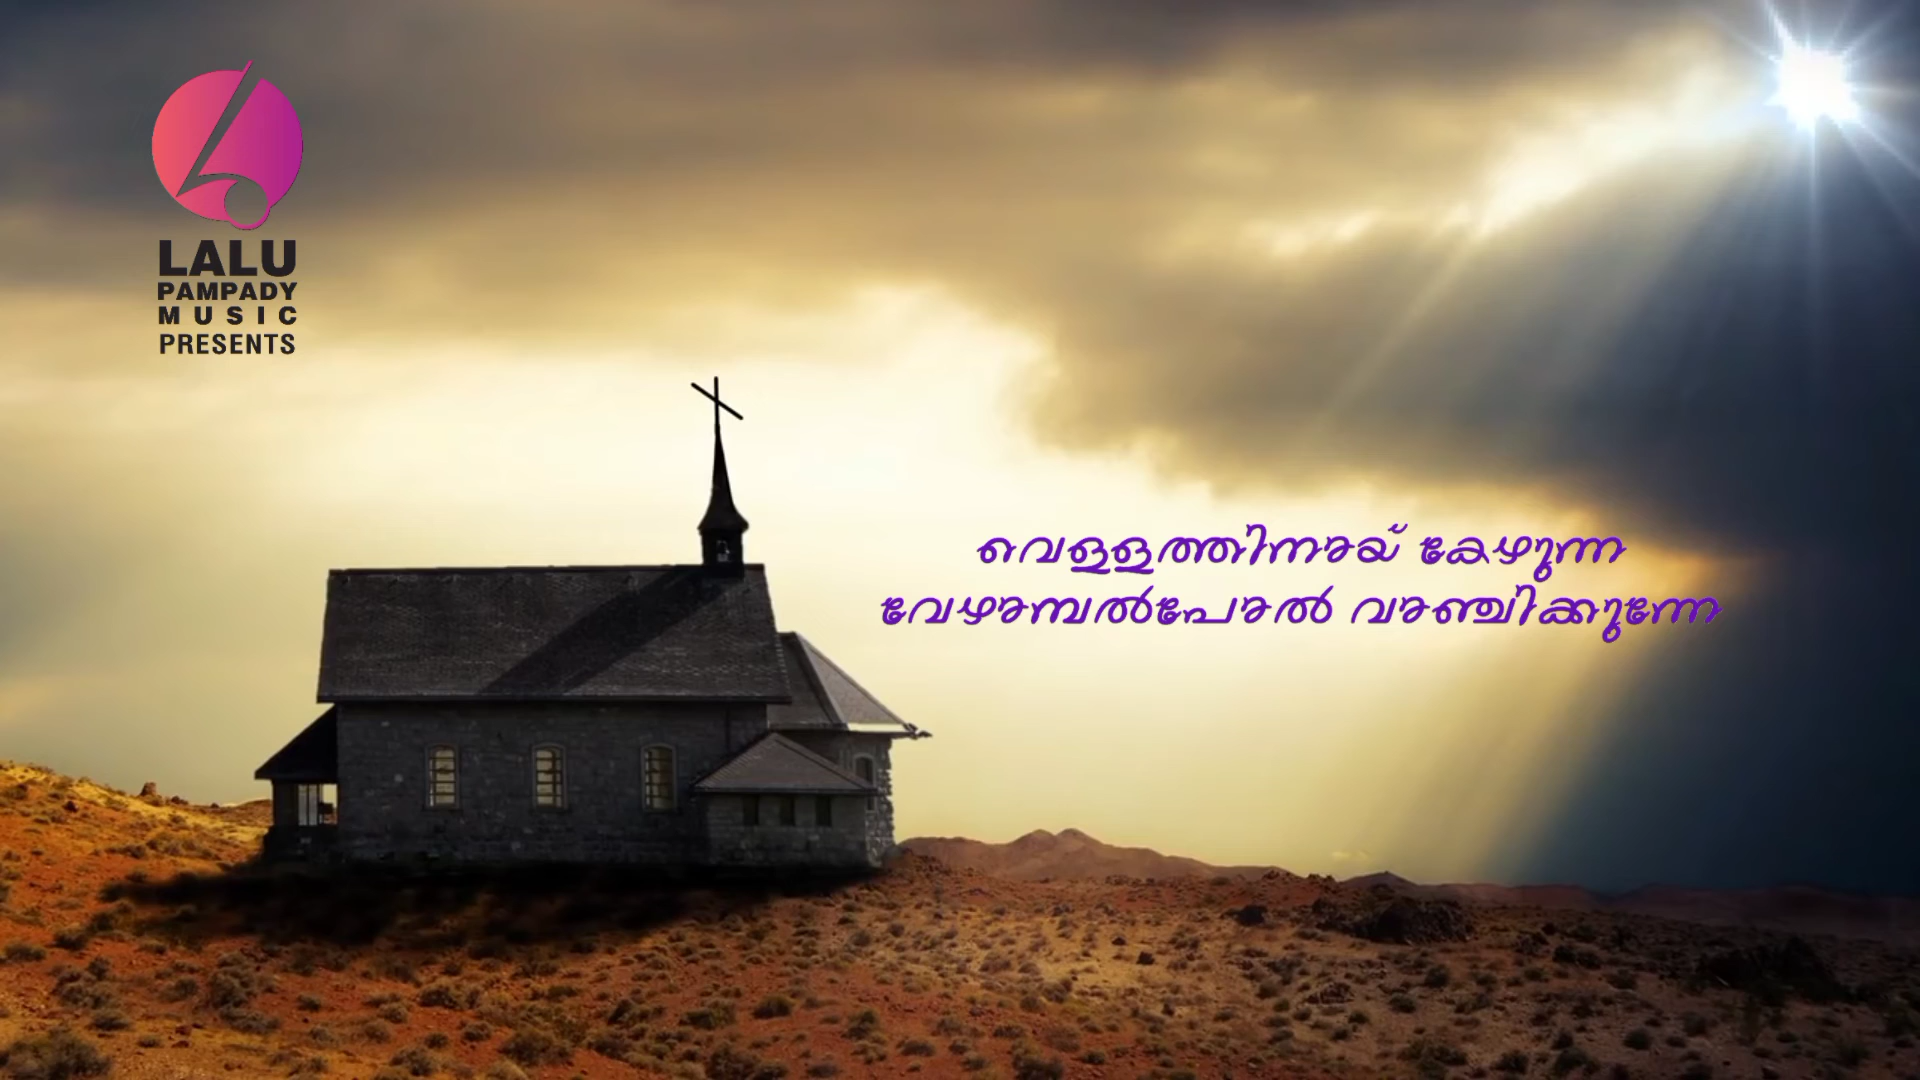 LALU
PAMPADY
MUSIC
PRESENTS
വെള്ളത്തിനായ് കേഴുന്ന
വേഴാമ്പൽപോൽ വാഞ്ചിക്കുന്നേ